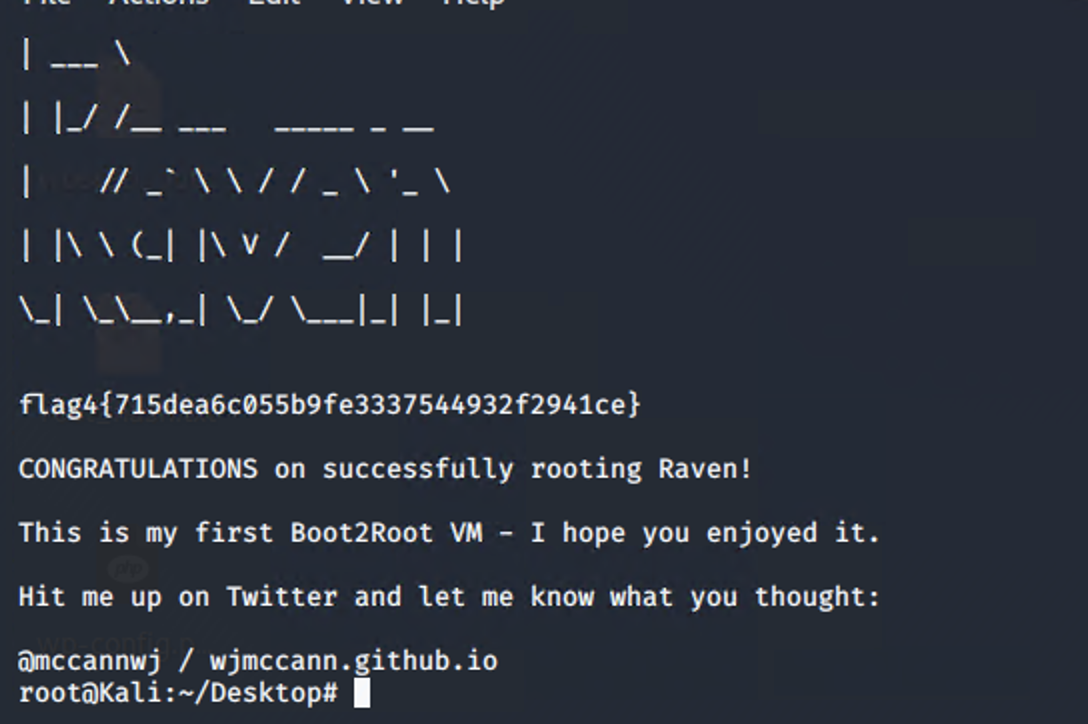 File Actions Edit View Help
| ___ \
| |_/ /__ ___   _____ _ __
|    // _` \ \ / / _ \ '_ \
| |\ \ (_| |\ V /  __/ | | |
\_| \_\__,_| \_/ \___|_| |_|
flag4{715dea6c055b9fe3337544932f2941ce}
CONGRATULATIONS on successfully rooting Raven!
This is my first Boot2Root VM - I hope you enjoyed it.
Hit me up on Twitter and let me know what you thought:
@mccannwj / wjmccann.github.io
root@Kali:~/Desktop#